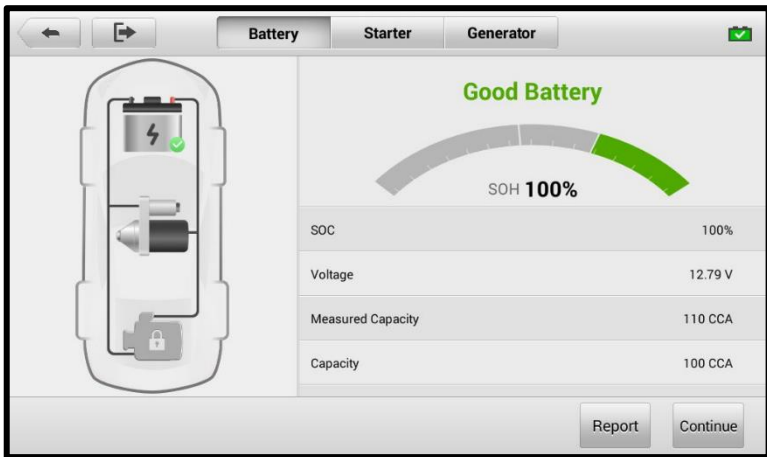 Battery Starter Generator
Good Battery
SOH 100%
SOC 100%
Voltage 12.79 V
Measured Capacity 110 CCA
Capacity 100 CCA
Report Continue